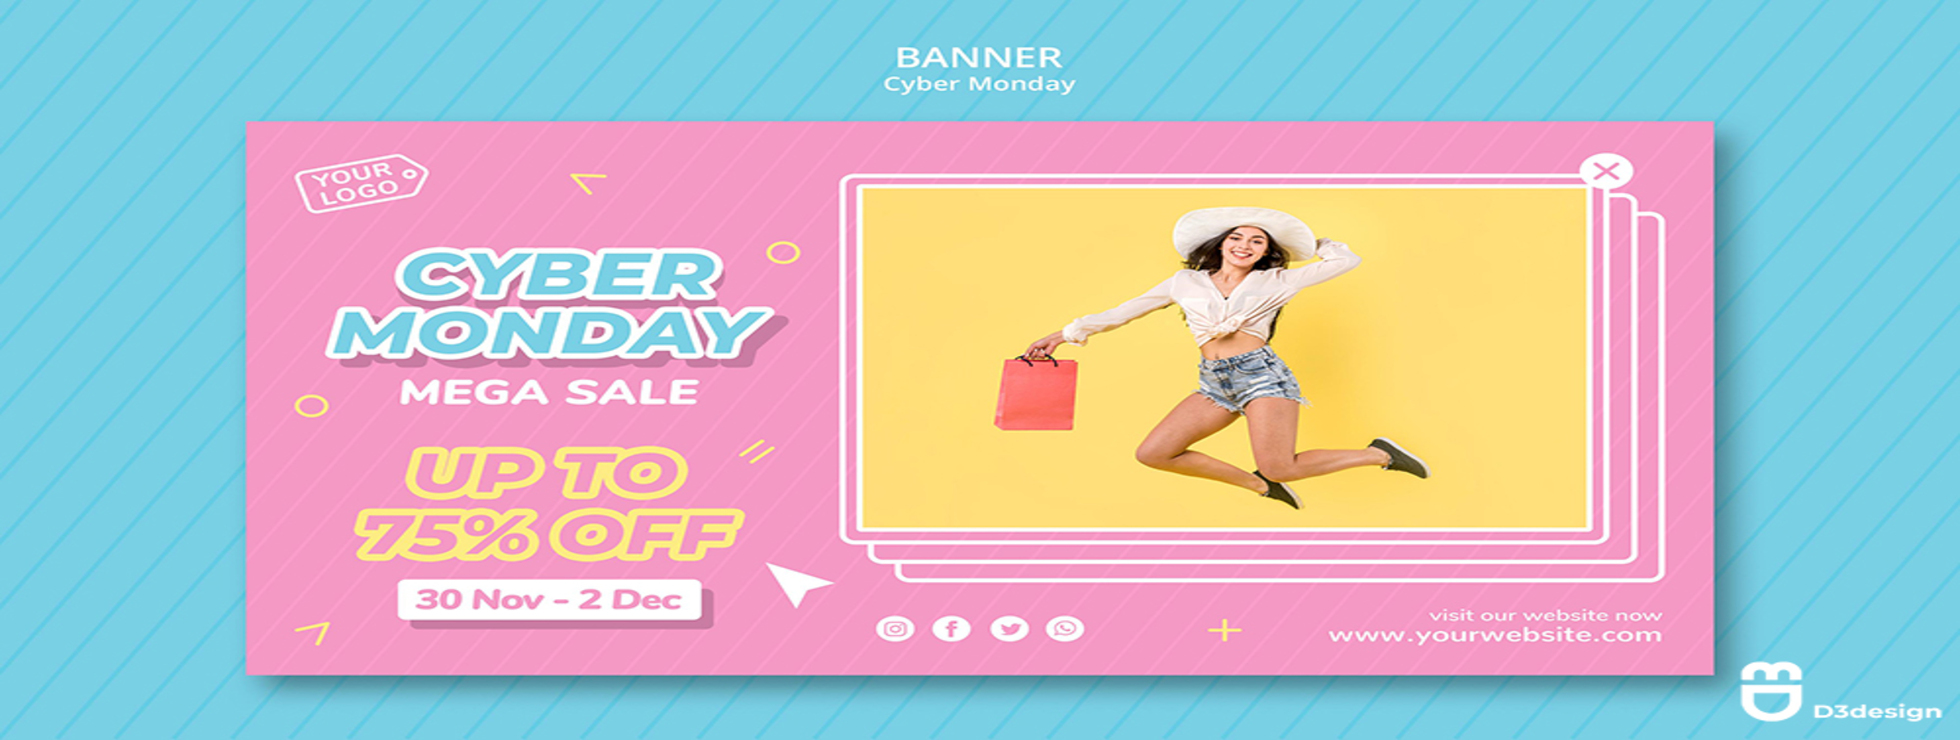 BANNER
Cyber Monday
YOUR
LOGO
CYBER
MONDAY
MEGA SALE
UP TO
75% OFF
30 Nov - 2 Dec
visit our website now
www.yourwebsite.com
D3design